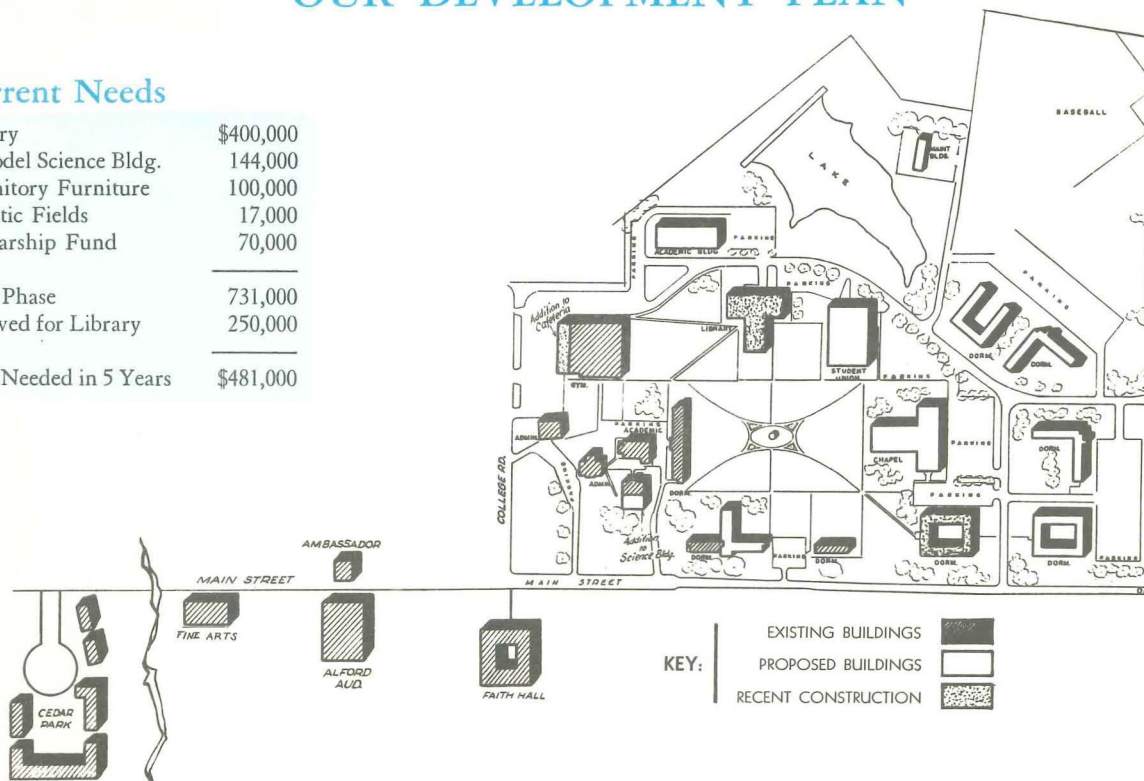 OUR DEVELOPMENT PLAN
rrent Needs
ry $400,000
odel Science Bldg. 144,000
nitory Furniture 100,000
tic Fields 17,000
arship Fund 70,000
Phase 731,000
ved for Library 250,000
Needed in 5 Years $481,000
BASEBALL
MAINT
BLDG.
LAKE
PARKING
ACADEMIC BLDG
PARKING
PARKING
PARKING
Addition to
Cafeteria
LIBRARY
STUDENT
UNION
DORM.
DORM.
GYM.
PARKING
PARKING
ACADEMIC
ADMIN.
ADMIN.
DORM.
CHAPEL
PARKING
DORM.
COLLEGE RD.
PARKING
Addition
to
Science Bldg.
DORM.
PARKING
DORM.
DORM.
DORM.
PARKING
MAIN STREET
AMBASSADOR
MAIN STREET
FINE ARTS
ALFORD
AUD.
FAITH HALL
CEDAR
PARK
KEY:
EXISTING BUILDINGS
PROPOSED BUILDINGS
RECENT CONSTRUCTION